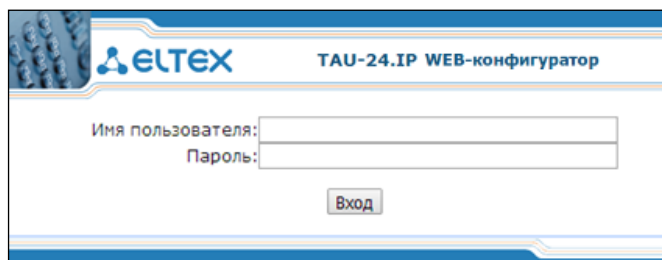 ELTEX
TAU-24.IP WEB-конфигуратор
Имя пользователя:
Пароль:
Вход